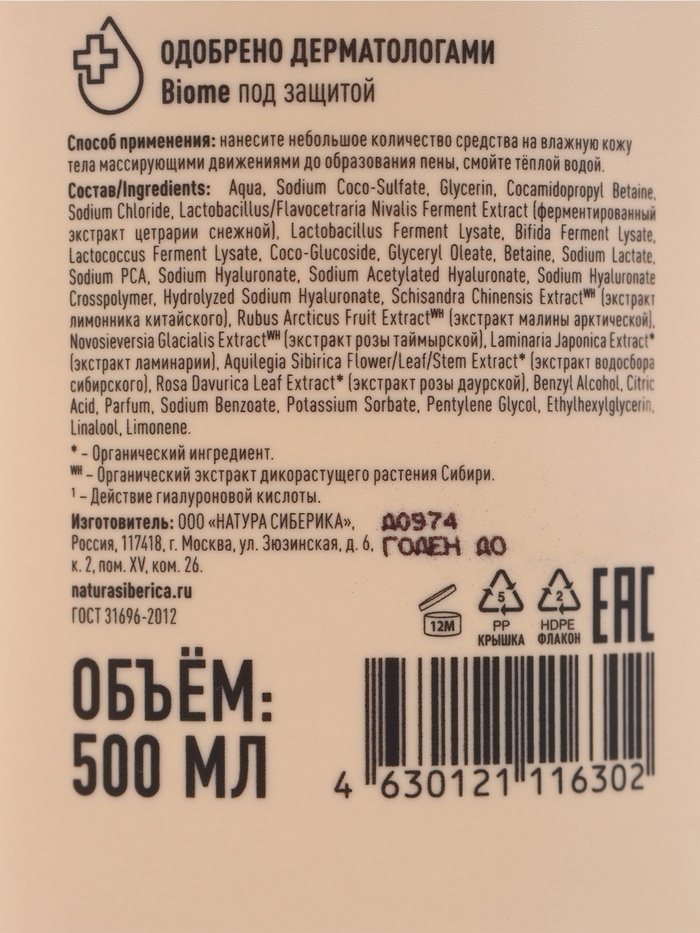 ОДОБРЕНО ДЕРМАТОЛОГАМИ
Biome под защитой
Способ применения: нанесите небольшое количество средства на влажную кожу
тела массирующими движениями до образования пены, смойте тёплой водой.
Состав/Ingredients: Aqua, Sodium Coco-Sulfate, Glycerin, Cocamidopropyl Betaine,
Sodium Chloride, Lactobacillus/Flavocetraria Nivalis Ferment Extract (ферментированный
экстракт цетрарии снежной), Lactobacillus Ferment Lysate, Bifida Ferment Lysate,
Lactococcus Ferment Lysate, Coco-Glucoside, Glyceryl Oleate, Betaine, Sodium Lactate,
Sodium PCA, Sodium Hyaluronate, Sodium Acetylated Hyaluronate, Sodium Hyaluronate
Crosspolymer, Hydrolyzed Sodium Hyaluronate, Schisandra Chinensis Extractᵂᴴ (экстракт
лимонника китайского), Rubus Arcticus Fruit Extractᵂᴴ (экстракт малины арктической),
Novosieversia Glacialis Extractᵂᴴ (экстракт розы таймырской), Laminaria Japonica Extract*
(экстракт ламинарии), Aquilegia Sibirica Flower/Leaf/Stem Extract* (экстракт водосбора
сибирского), Rosa Davurica Leaf Extract* (экстракт розы даурской), Benzyl Alcohol, Citric
Acid, Parfum, Sodium Benzoate, Potassium Sorbate, Pentylene Glycol, Ethylhexylglycerin,
Linalool, Limonene.
* – Органический ингредиент.
ᵂᴴ – Органический экстракт дикорастущего растения Сибири.
¹ – Действие гиалуроновой кислоты.
Изготовитель: ООО «НАТУРА СИБЕРИКА»,
Россия, 117418, г. Москва, ул. Зюзинская, д. 6,
к. 2, пом. XV, ком. 26.
naturasiberica.ru
ГОСТ 31696-2012
Д0974
ГОДЕН ДО
12M
5
PP
КРЫШКА
2
HDPE
ФЛАКОН
EAC
ОБЪЁМ:
500 МЛ
4 630121 116302